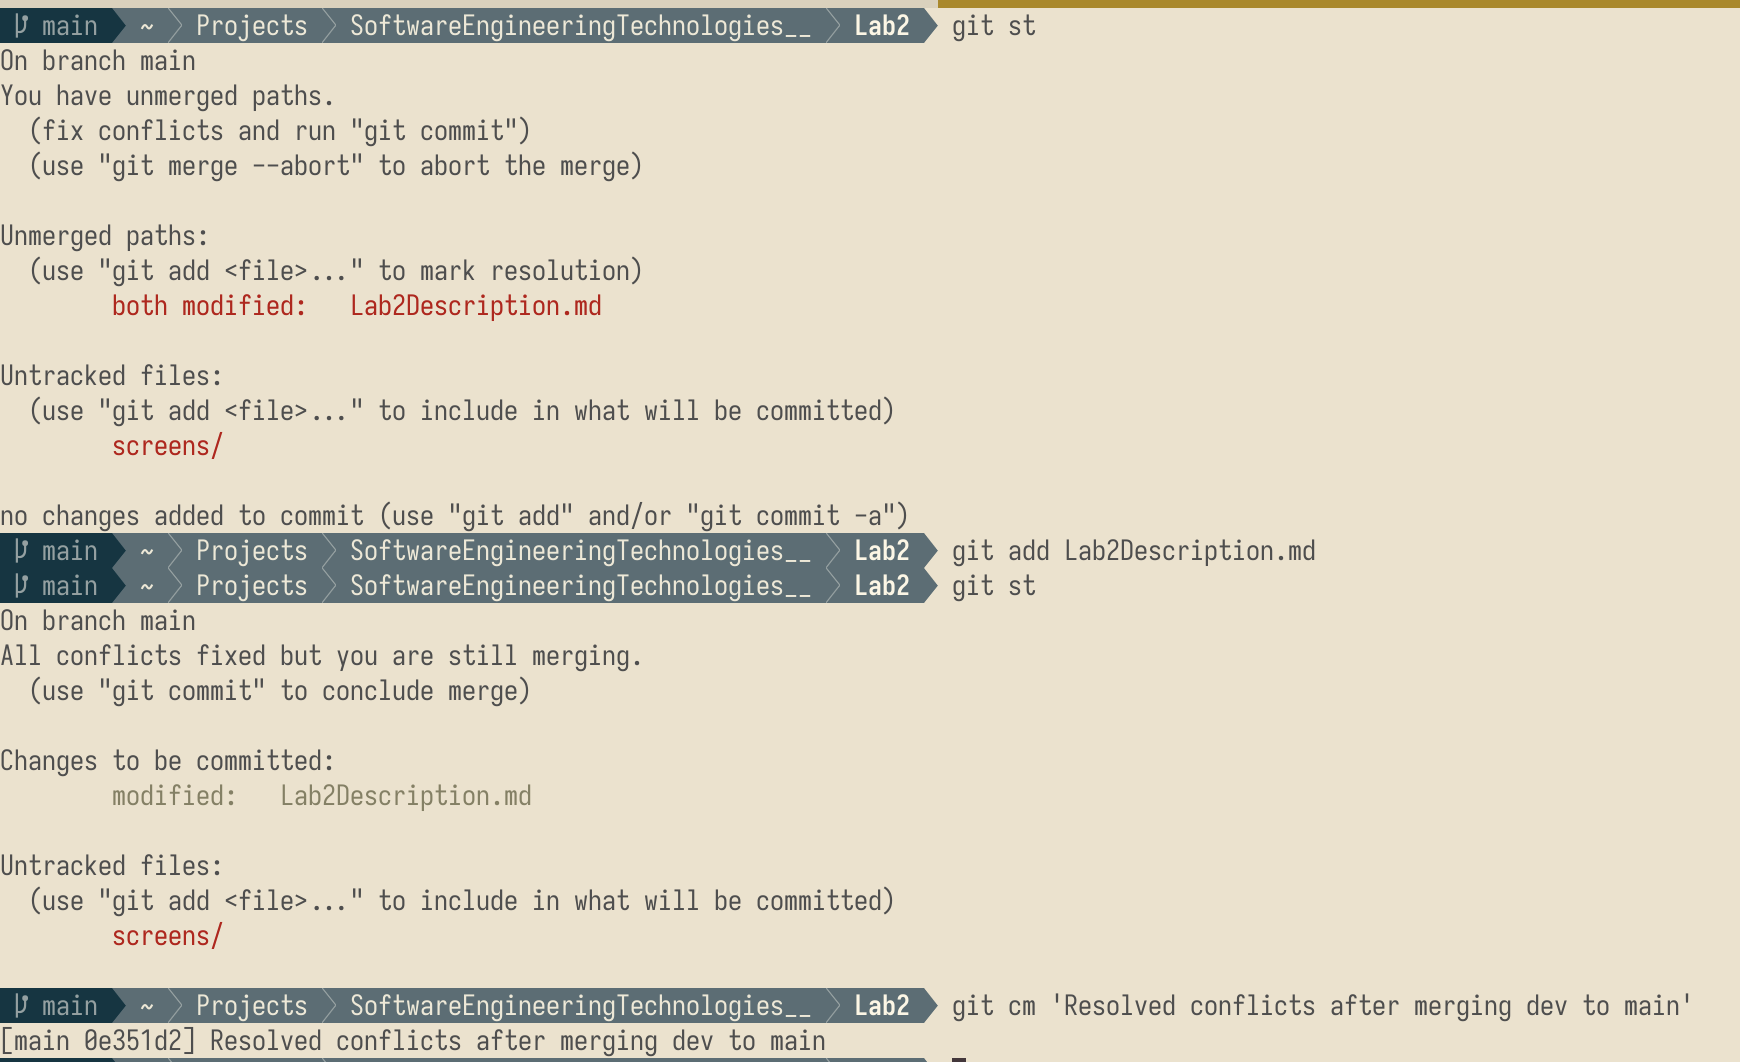 main ~ Projects SoftwareEngineeringTechnologies__ Lab2 git st
On branch main
You have unmerged paths.
  (fix conflicts and run "git commit")
  (use "git merge --abort" to abort the merge)

Unmerged paths:
  (use "git add <file>..." to mark resolution)
        both modified:   Lab2Description.md

Untracked files:
  (use "git add <file>..." to include in what will be committed)
        screens/

no changes added to commit (use "git add" and/or "git commit -a")
main ~ Projects SoftwareEngineeringTechnologies__ Lab2 git add Lab2Description.md
main ~ Projects SoftwareEngineeringTechnologies__ Lab2 git st
On branch main
All conflicts fixed but you are still merging.
  (use "git commit" to conclude merge)

Changes to be committed:
        modified:   Lab2Description.md

Untracked files:
  (use "git add <file>..." to include in what will be committed)
        screens/

main ~ Projects SoftwareEngineeringTechnologies__ Lab2 git cm 'Resolved conflicts after merging dev to main'
[main 0e351d2] Resolved conflicts after merging dev to main